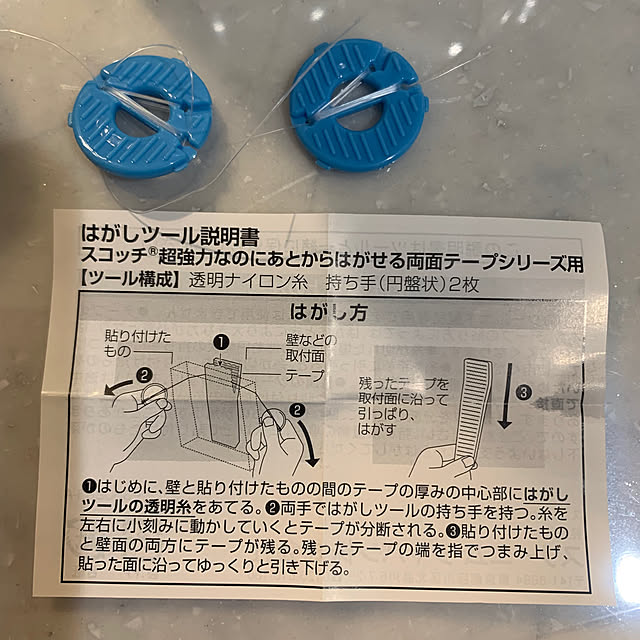 はがしツール説明書
スコッチ®超強力なのにあとからはがせる両面テープシリーズ用
【ツール構成】透明ナイロン糸 持ち手(円盤状)2枚
はがし方
貼り付けた
もの
❶
壁などの
取付面
テープ
❷
❷
残ったテープを
取付面に沿って
引っぱり、
はがす
❸
❶はじめに、壁と貼り付けたものの間のテープの厚みの中心部にはがし
ツールの透明糸をあてる。❷両手ではがしツールの持ち手を持つ。糸を
左右に小刻みに動かしていくとテープが分断される。❸貼り付けたもの
と壁面の両方にテープが残る。残ったテープの端を指でつまみ上げ、
貼った面に沿ってゆっくりと引き下げる。